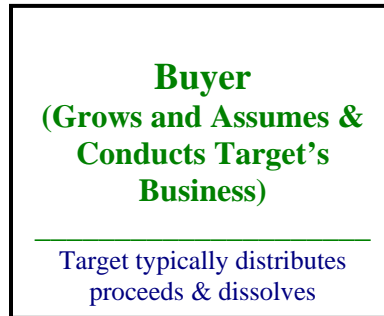 Buyer
(Grows and Assumes &
Conducts Target’s
Business)
Target typically distributes
proceeds & dissolves